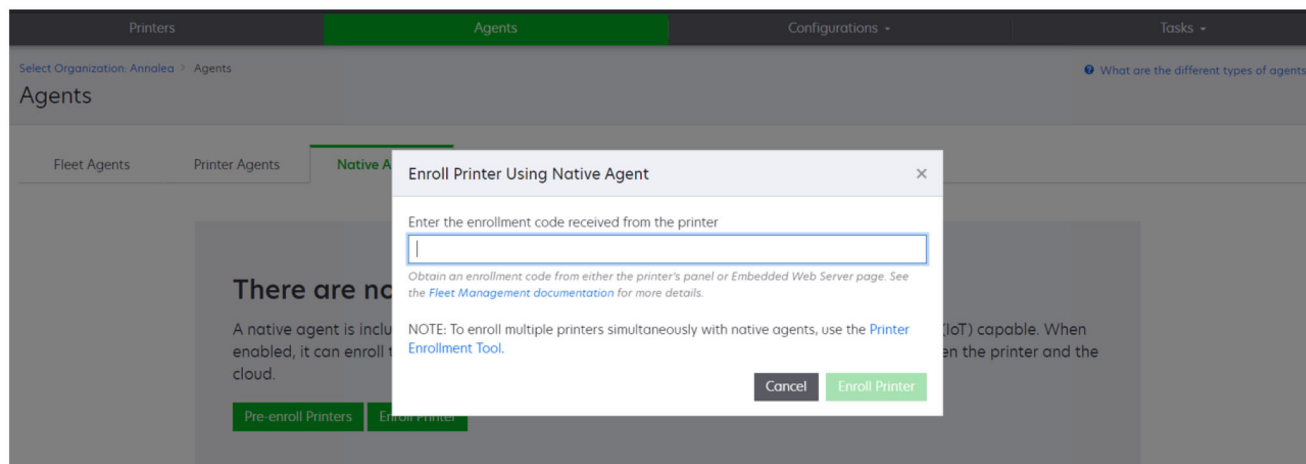 Printers Agents Configurations Tasks
Select Organization: Annalea > Agents
What are the different types of agents
Agents
Fleet Agents Printer Agents Native A
Enroll Printer Using Native Agent ×
Enter the enrollment code received from the printer
Obtain an enrollment code from either the printer's panel or Embedded Web Server page. See
the Fleet Management documentation for more details.
NOTE: To enroll multiple printers simultaneously with native agents, use the Printer
Enrollment Tool.
Cancel Enroll Printer
There are no
A native agent is inclu (IoT) capable. When
enabled, it can enroll t en the printer and the
cloud.
Pre-enroll Printers Enroll Printer